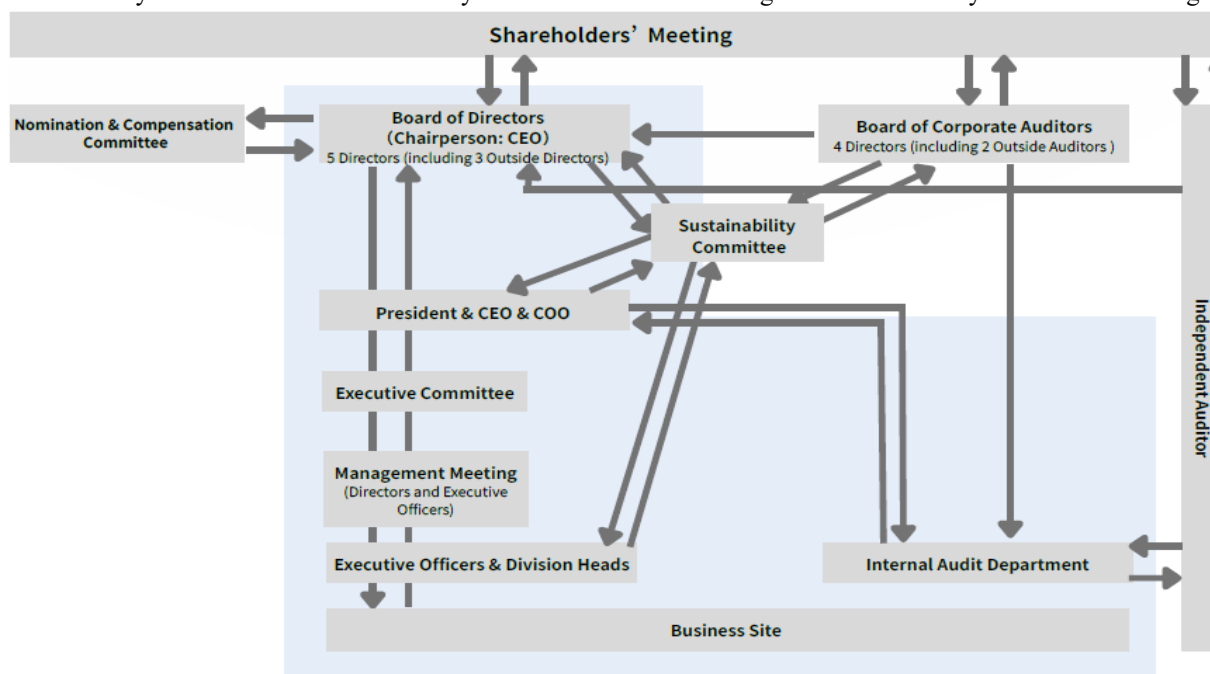 Shareholders’ Meeting
Nomination & Compensation
Committee
Board of Directors
(Chairperson: CEO)
5 Directors (including 3 Outside Directors)
Board of Corporate Auditors
4 Directors (including 2 Outside Auditors )
Sustainability
Committee
President & CEO & COO
Independent Auditor
Executive Committee
Management Meeting
(Directors and Executive
Officers)
Executive Officers & Division Heads
Internal Audit Department
Business Site